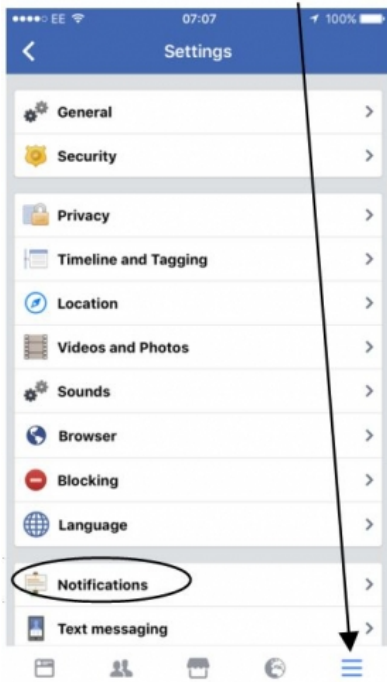 EE 07:07 100%
Settings
General
Security
Privacy
Timeline and Tagging
Location
Videos and Photos
Sounds
Browser
Blocking
Language
Notifications
Text messaging